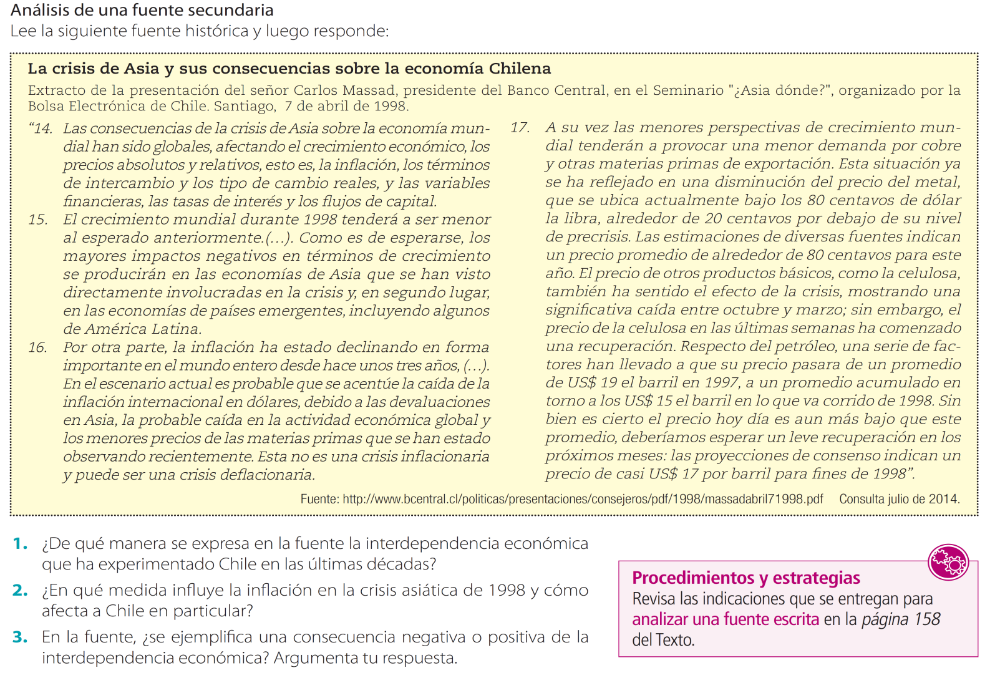 Análisis de una fuente secundaria
Lee la siguiente fuente histórica y luego responde:
La crisis de Asia y sus consecuencias sobre la economía Chilena
Extracto de la presentación del señor Carlos Massad, presidente del Banco Central, en el Seminario "¿Asia dónde?", organizado por la
Bolsa Electrónica de Chile. Santiago, 7 de abril de 1998.
“14. Las consecuencias de la crisis de Asia sobre la economía mun-
dial han sido globales, afectando el crecimiento económico, los
precios absolutos y relativos, esto es, la inflación, los términos
de intercambio y los tipo de cambio reales, y las variables
financieras, las tasas de interés y los flujos de capital.
15. El crecimiento mundial durante 1998 tenderá a ser menor
al esperado anteriormente.(…). Como es de esperarse, los
mayores impactos negativos en términos de crecimiento
se producirán en las economías de Asia que se han visto
directamente involucradas en la crisis y, en segundo lugar,
en las economías de países emergentes, incluyendo algunos
de América Latina.
16. Por otra parte, la inflación ha estado declinando en forma
importante en el mundo entero desde hace unos tres años, (…).
En el escenario actual es probable que se acentúe la caída de la
inflación internacional en dólares, debido a las devaluaciones
en Asia, la probable caída en la actividad económica global y
los menores precios de las materias primas que se han estado
observando recientemente. Esta no es una crisis inflacionaria
y puede ser una crisis deflacionaria.
17. A su vez las menores perspectivas de crecimiento mun-
dial tenderán a provocar una menor demanda por cobre
y otras materias primas de exportación. Esta situación ya
se ha reflejado en una disminución del precio del metal,
que se ubica actualmente bajo los 80 centavos de dólar
la libra, alrededor de 20 centavos por debajo de su nivel
de precrisis. Las estimaciones de diversas fuentes indican
un precio promedio de alrededor de 80 centavos para este
año. El precio de otros productos básicos, como la celulosa,
también ha sentido el efecto de la crisis, mostrando una
significativa caída entre octubre y marzo; sin embargo, el
precio de la celulosa en las últimas semanas ha comenzado
una recuperación. Respecto del petróleo, una serie de fac-
tores han llevado a que su precio pasara de un promedio
de US$ 19 el barril en 1997, a un promedio acumulado en
torno a los US$ 15 el barril en lo que va corrido de 1998. Sin
bien es cierto el precio hoy día es aun más bajo que este
promedio, deberíamos esperar un leve recuperación en los
próximos meses: las proyecciones de consenso indican un
precio de casi US$ 17 por barril para fines de 1998”.
Fuente: http://www.bcentral.cl/politicas/presentaciones/consejeros/pdf/1998/massadabril71998.pdf Consulta julio de 2014.
1. ¿De qué manera se expresa en la fuente la interdependencia económica
que ha experimentado Chile en las últimas décadas?
2. ¿En qué medida influye la inflación en la crisis asiática de 1998 y cómo
afecta a Chile en particular?
3. En la fuente, ¿se ejemplifica una consecuencia negativa o positiva de la
interdependencia económica? Argumenta tu respuesta.
Procedimientos y estrategias
Revisa las indicaciones que se entregan para
analizar una fuente escrita en la página 158
del Texto.